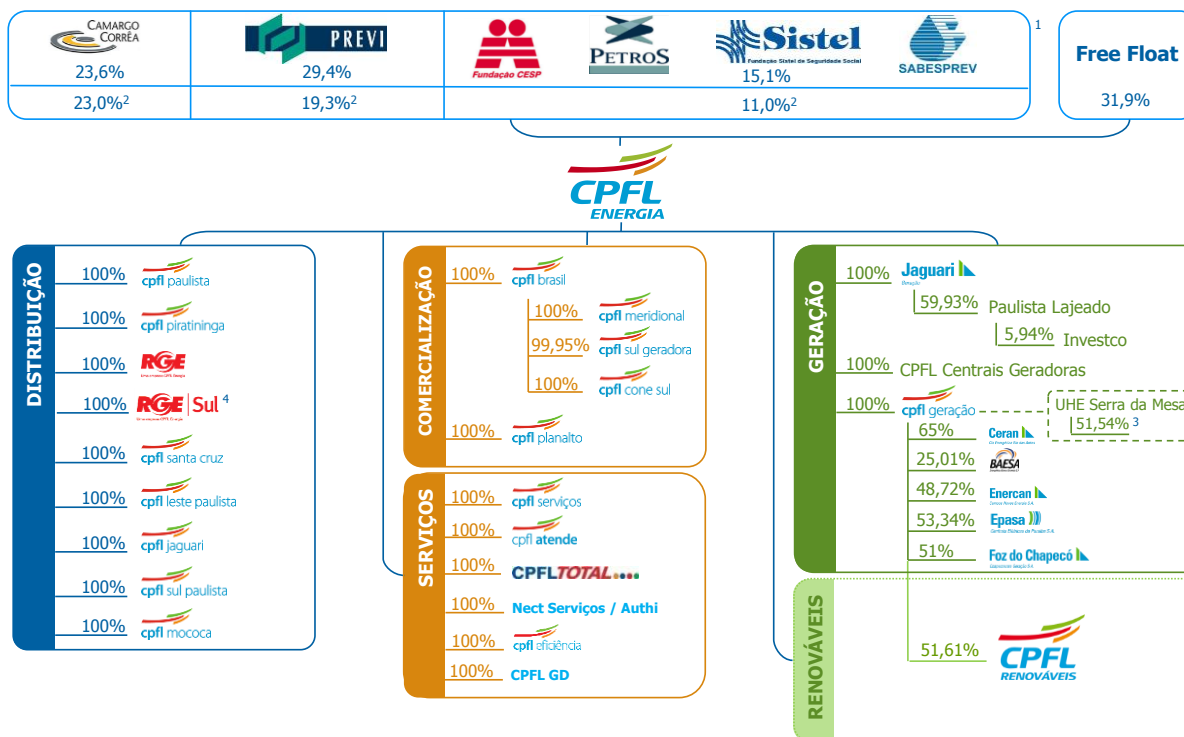 CAMARGO
CORRÊA
23,6%
23,0%²
PREVI
29,4%
19,3%²
Fundação CESP
PETROS
Sistel
Fundação Sistel de Seguridade Social
SABESPREV
15,1%
11,0%²
1
Free Float
31,9%
CPFL
ENERGIA
DISTRIBUIÇÃO
100% cpfl paulista
100% cpfl piratininga
100% RGE
100% RGE Sul 4
100% cpfl santa cruz
100% cpfl leste paulista
100% cpfl jaguari
100% cpfl sul paulista
100% cpfl mococa
COMERCIALIZAÇÃO
100% cpfl brasil
100% cpfl meridional
99,95% cpfl sul geradora
100% cpfl cone sul
100% cpfl planalto
SERVIÇOS
100% cpfl serviços
100% cpfl atende
100% CPFLTOTAL
100% Nect Serviços / Authi
100% cpfl eficiência
100% CPFL GD
GERAÇÃO
100% Jaguari
59,93% Paulista Lajeado
5,94% Investco
100% CPFL Centrais Geradoras
100% cpfl geração
UHE Serra da Mesa
51,54% 3
65% Ceran
25,01% BAESA
48,72% Enercan
53,34% Epasa
51% Foz do Chapecó
RENOVÁVEIS
51,61% CPFL
RENOVÁVEIS